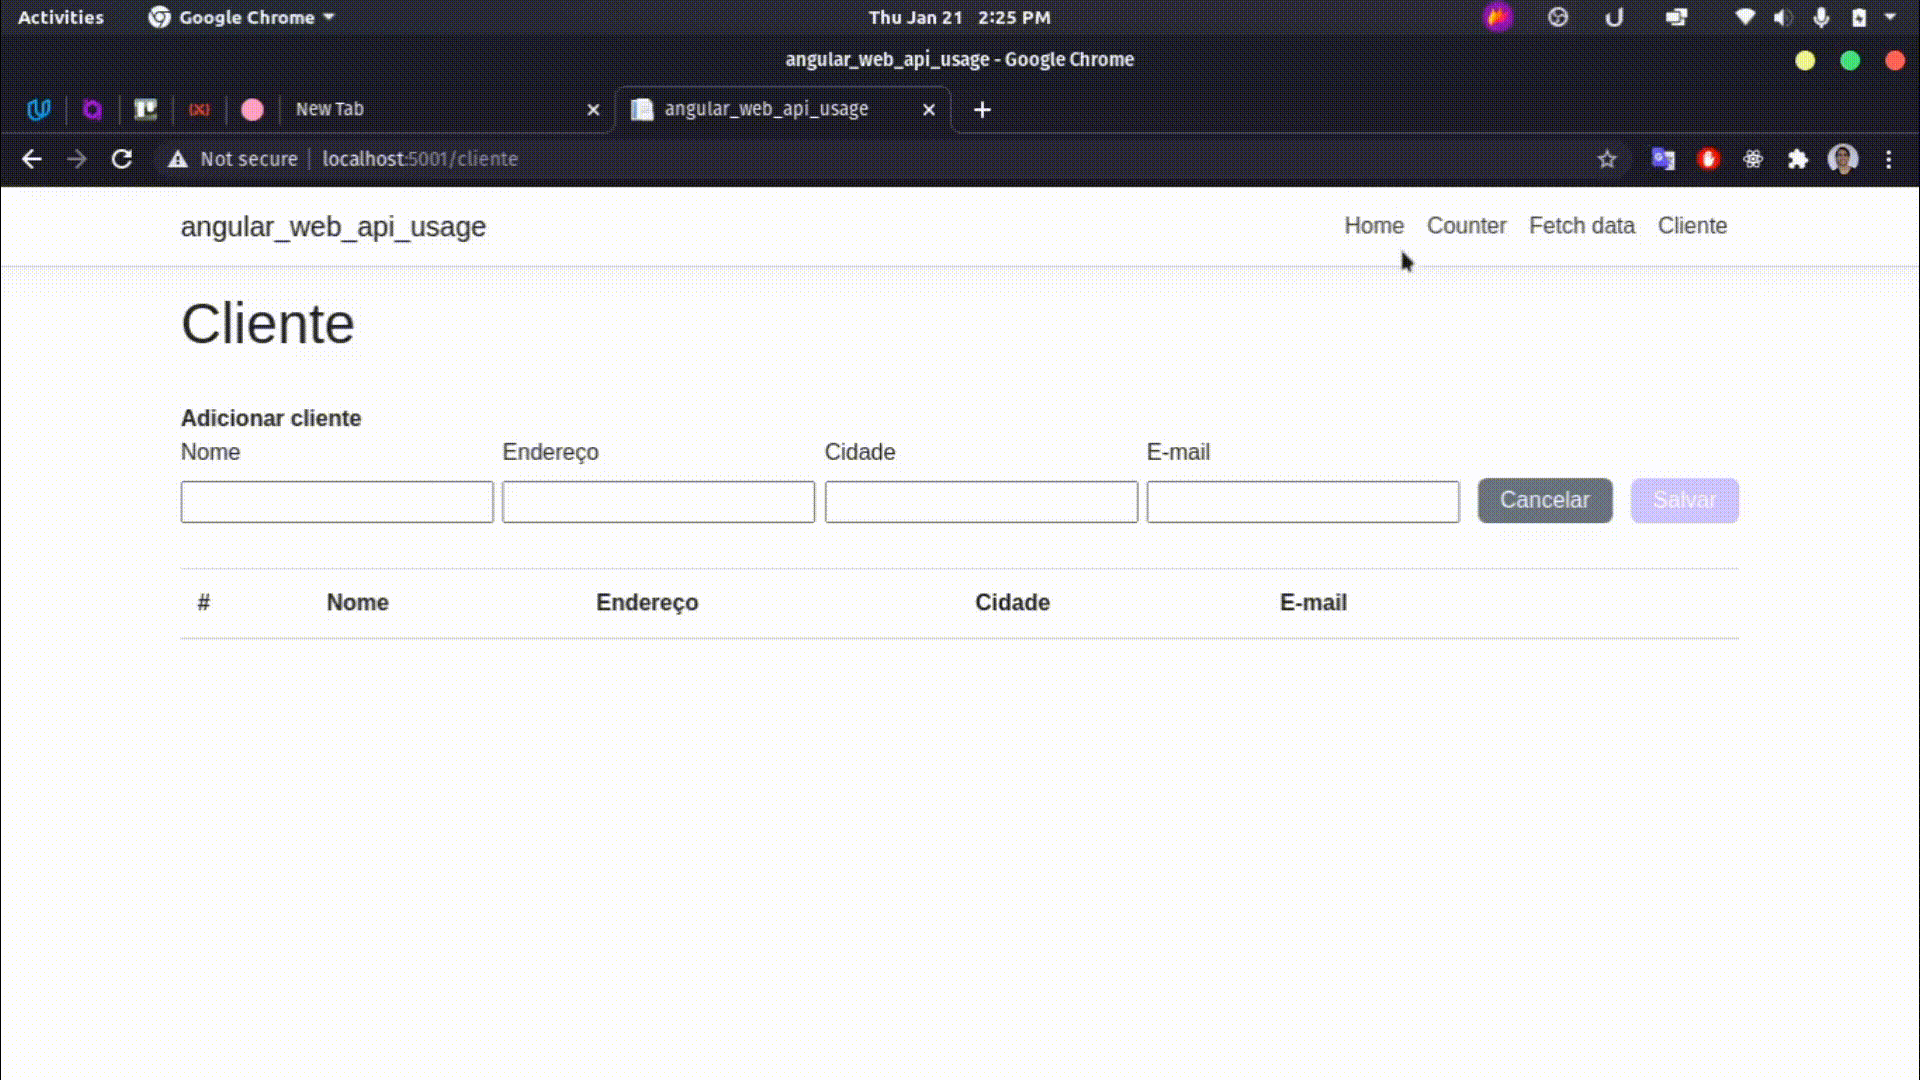 Activities Google Chrome Thu Jan 21 2:25 PM
angular_web_api_usage - Google Chrome
New Tab angular_web_api_usage
Not secure localhost:5001/cliente
angular_web_api_usage Home Counter Fetch data Cliente
Cliente
Adicionar cliente
Nome Endereço Cidade E-mail
Cancelar Salvar
# Nome Endereço Cidade E-mail